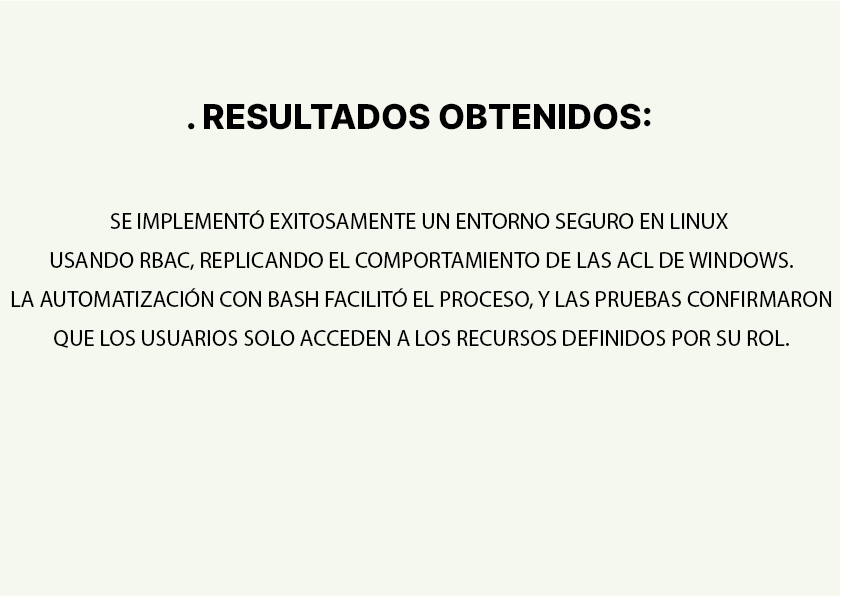 . RESULTADOS OBTENIDOS:
SE IMPLEMENTÓ EXITOSAMENTE UN ENTORNO SEGURO EN LINUX
USANDO RBAC, REPLICANDO EL COMPORTAMIENTO DE LAS ACL DE WINDOWS.
LA AUTOMATIZACIÓN CON BASH FACILITÓ EL PROCESO, Y LAS PRUEBAS CONFIRMARON
QUE LOS USUARIOS SOLO ACCEDEN A LOS RECURSOS DEFINIDOS POR SU ROL.